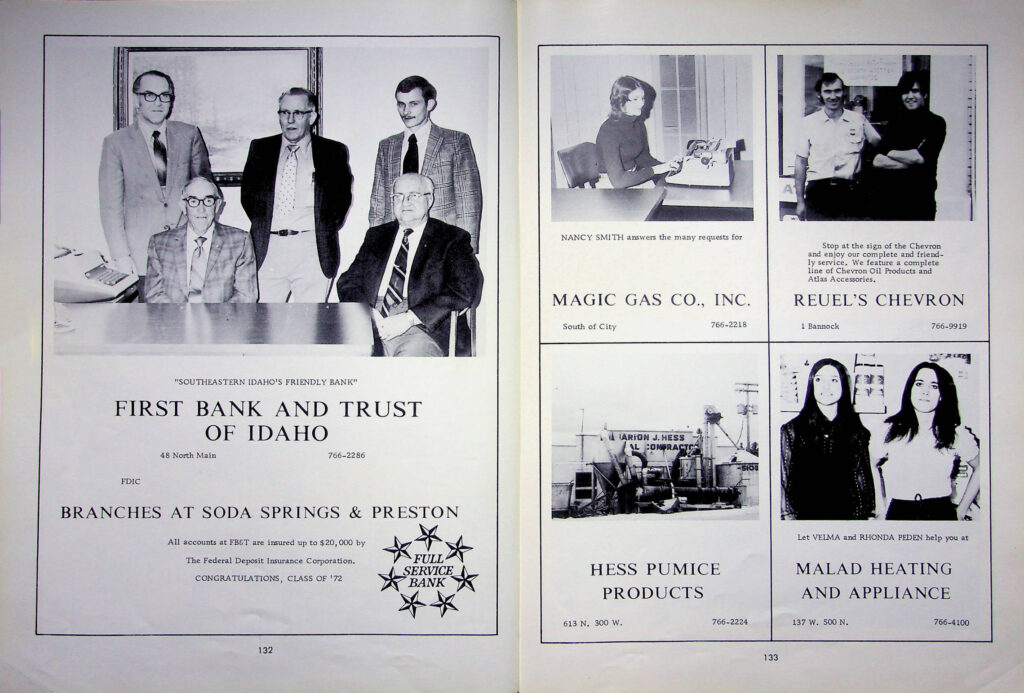 "SOUTHEASTERN IDAHO'S FRIENDLY BANK"
FIRST BANK AND TRUST
OF IDAHO
48 North Main 766-2286
FDIC
BRANCHES AT SODA SPRINGS & PRESTON
All accounts at FB&T are insured up to $20,000 by
The Federal Deposit Insurance Corporation.
CONGRATULATIONS, CLASS OF '72
FULL
SERVICE
BANK
132
NANCY SMITH answers the many requests for
MAGIC GAS CO., INC.
South of City 766-2218
Stop at the sign of the Chevron
and enjoy our complete and friend-
ly service. We feature a complete
line of Chevron Oil Products and
Atlas Accessories.
REUEL'S CHEVRON
1 Bannock 766-9919
ARION J. HESS
AL CONTRACTO
HESS PUMICE
PRODUCTS
613 N. 300 W. 766-2224
Let VELMA and RHONDA PEDEN help you at
MALAD HEATING
AND APPLIANCE
137 W. 500 N. 766-4100
133